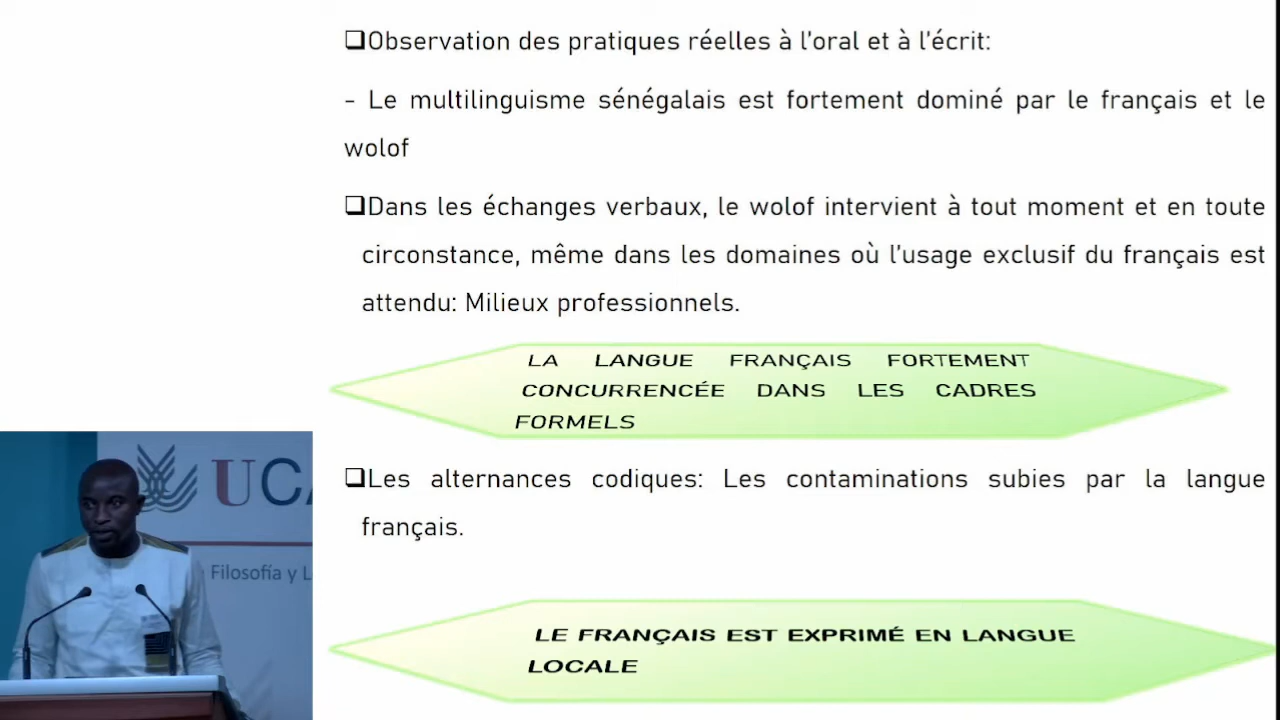 ❑Observation des pratiques réelles à l'oral et à l'écrit:
- Le multilinguisme sénégalais est fortement dominé par le français et le
wolof
❑Dans les échanges verbaux, le wolof intervient à tout moment et en toute
circonstance, même dans les domaines où l'usage exclusif du français est
attendu: Milieux professionnels.
LA LANGUE FRANÇAIS FORTEMENT
CONCURRENCÉE DANS LES CADRES
FORMELS
❑Les alternances codiques: Les contaminations subies par la langue
français.
LE FRANÇAIS EST EXPRIMÉ EN LANGUE
LOCALE
UCA
Filosofía y L